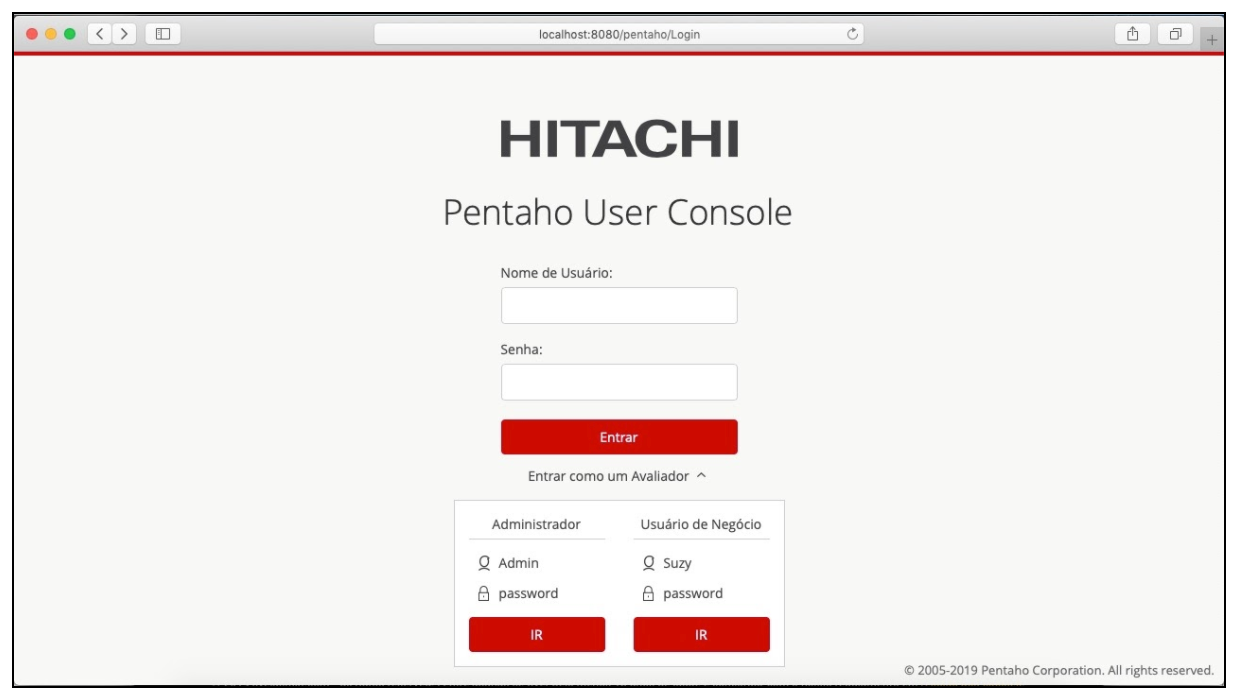 localhost:8080/pentaho/Login
HITACHI
Pentaho User Console
Nome de Usuário:
Senha:
Entrar
Entrar como um Avaliador
Administrador Usuário de Negócio
Admin Suzy
password password
IR IR
© 2005-2019 Pentaho Corporation. All rights reserved.